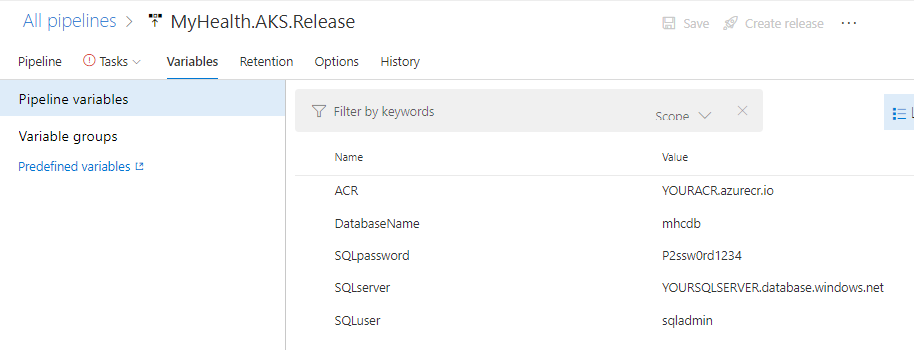 All pipelines > MyHealth.AKS.Release
Save Create release ...
Pipeline Tasks Variables Retention Options History
Pipeline variables
Variable groups
Predefined variables
Filter by keywords
Scope
L
Name Value
ACR YOURACR.azurecr.io
DatabaseName mhcdb
SQLpassword P2ssw0rd1234
SQLserver YOURSQLSERVER.database.windows.net
SQLuser sqladmin